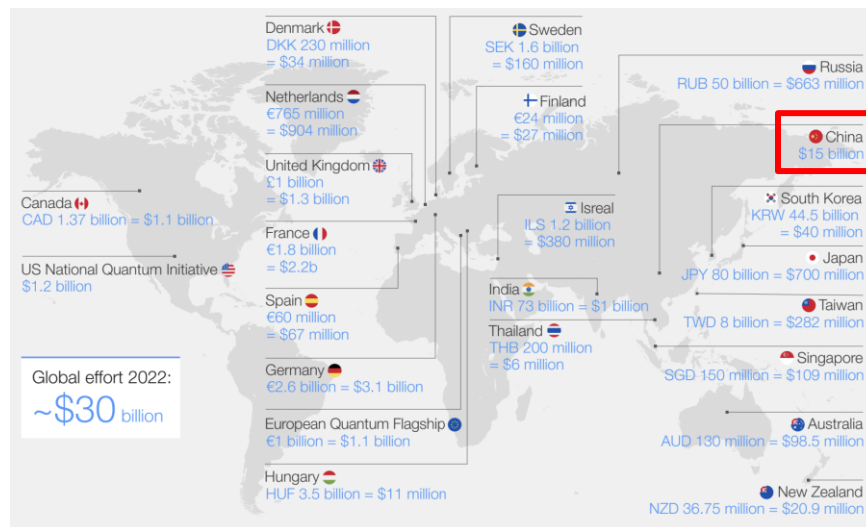 Denmark
DKK 230 million
= $34 million
Netherlands
€765 million
= $904 million
United Kingdom
£1 billion
= $1.3 billion
France
€1.8 billion
= $2.2b
Spain
€60 million
= $67 million
Germany
€2.6 billion = $3.1 billion
European Quantum Flagship
€1 billion = $1.1 billion
Hungary
HUF 3.5 billion = $11 million
Canada
CAD 1.37 billion = $1.1 billion
US National Quantum Initiative
$1.2 billion
Global effort 2022:
~$30 billion
Sweden
SEK 1.6 billion
= $160 million
Finland
€24 million
= $27 million
Isreal
ILS 1.2 billion
= $380 million
India
INR 73 billion = $1 billion
Thailand
THB 200 million
= $6 million
Russia
RUB 50 billion = $663 million
China
$15 billion
South Korea
KRW 44.5 billion
= $40 million
Japan
JPY 80 billion = $700 million
Taiwan
TWD 8 billion = $282 million
Singapore
SGD 150 million = $109 million
Australia
AUD 130 million = $98.5 million
New Zealand
NZD 36.75 million = $20.9 million